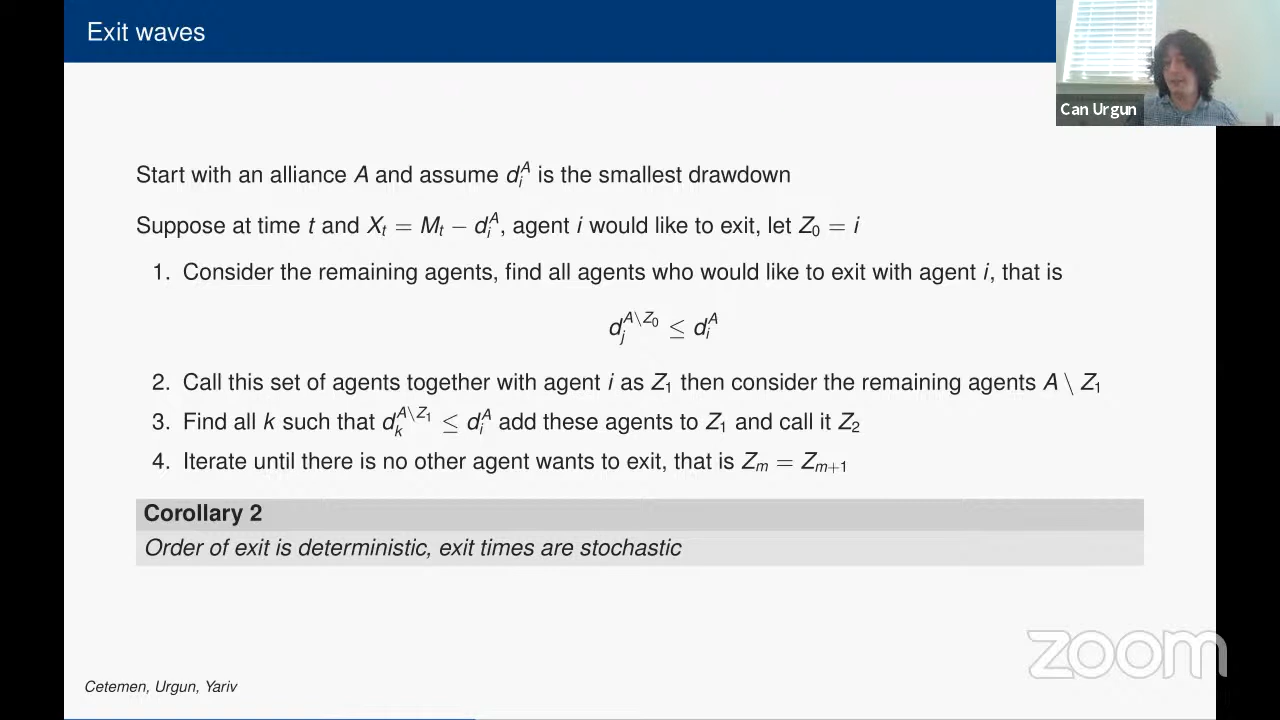 Exit waves
Can Urgun
Start with an alliance A and assume d_i^A is the smallest drawdown
Suppose at time t and X_t = M_t − d_i^A, agent i would like to exit, let Z_0 = i
1. Consider the remaining agents, find all agents who would like to exit with agent i, that is
d_j^{A\Z_0} ≤ d_i^A
2. Call this set of agents together with agent i as Z_1 then consider the remaining agents A \ Z_1
3. Find all k such that d_k^{A\Z_1} ≤ d_i^A add these agents to Z_1 and call it Z_2
4. Iterate until there is no other agent wants to exit, that is Z_m = Z_{m+1}
Corollary 2
Order of exit is deterministic, exit times are stochastic
zoom
Cetemen, Urgun, Yariv